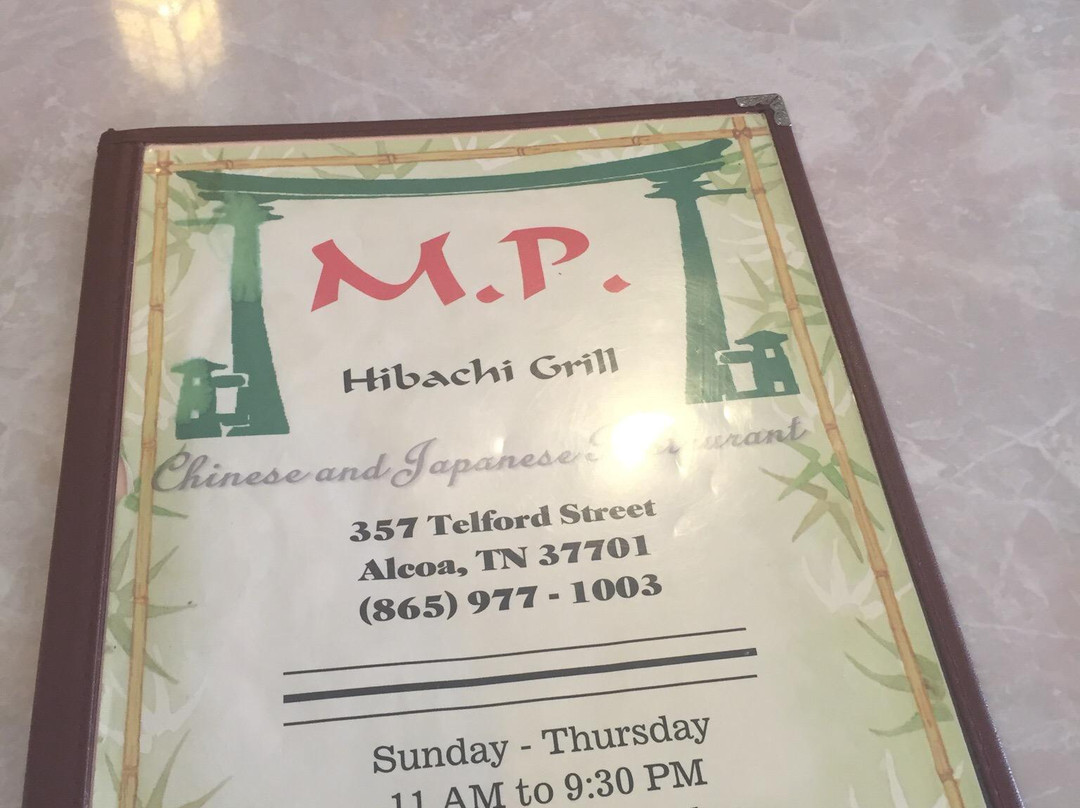 M.P.
Hibachi Grill
Chinese and Japanese Restaurant
357 Telford Street
Alcoa, TN 37701
(865) 977 - 1003
Sunday - Thursday
11 AM to 9:30 PM